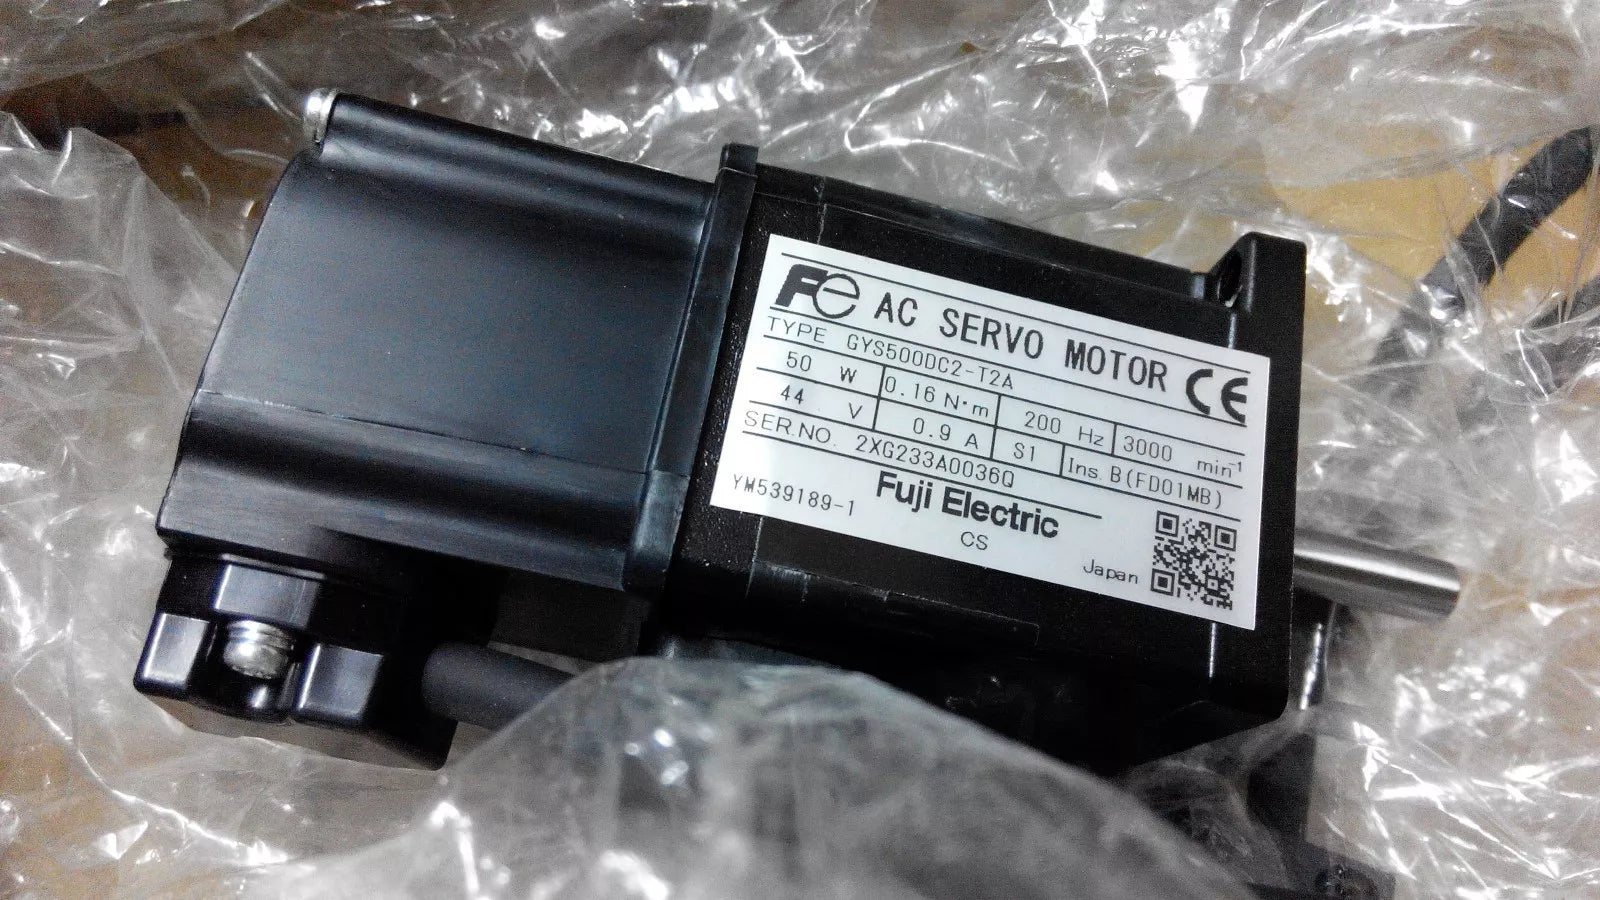 Fe AC SERVO MOTOR CE
TYPE GYS500DC2-T2A
50 W 0.16 N·m 200 Hz 3000 min⁻¹
44 V 0.9 A S1 Ins. B(FD01MB)
SER.NO. 2XG233A0036Q
YM539189-1 Fuji Electric
CS
Japan